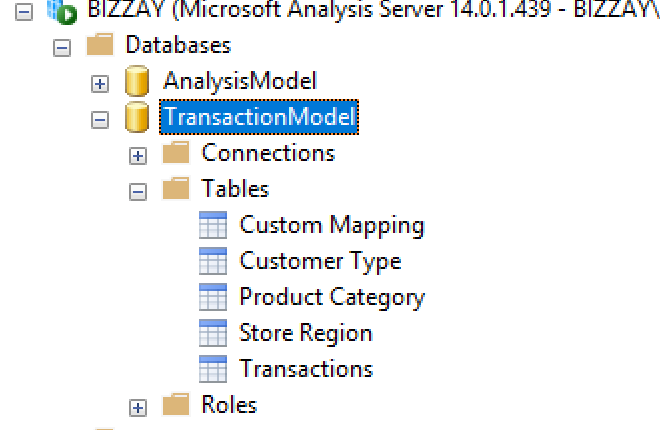 BIZZAY (Microsoft Analysis Server 14.0.1.439 - BIZZAY\
Databases
AnalysisModel
TransactionModel
Connections
Tables
Custom Mapping
Customer Type
Product Category
Store Region
Transactions
Roles